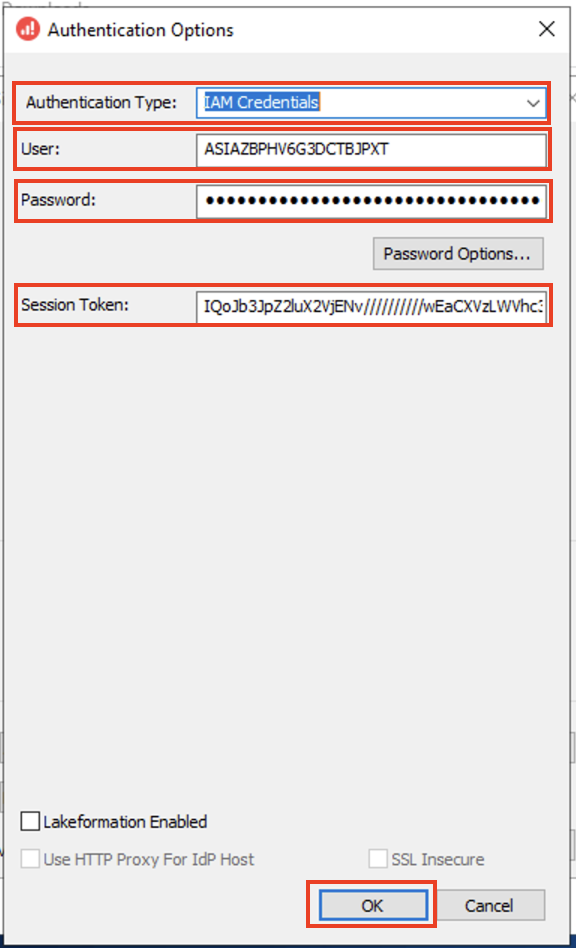 Authentication Options
Authentication Type: IAM Credentials
User: ASIAZBPHV6G3DCTBJPXT
Password: ••••••••••••••••••••••••••••••••
Password Options...
Session Token: IQoJb3JpZ2luX2VjENv//////////wEaCXVzLWVhc3
Lakeformation Enabled
Use HTTP Proxy For IdP Host SSL Insecure
OK Cancel